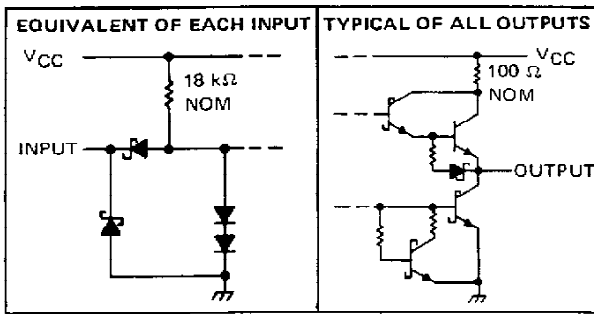 EQUIVALENT OF EACH INPUT
VCC
18 kΩ
NOM
INPUT
TYPICAL OF ALL OUTPUTS
VCC
100 Ω
NOM
OUTPUT